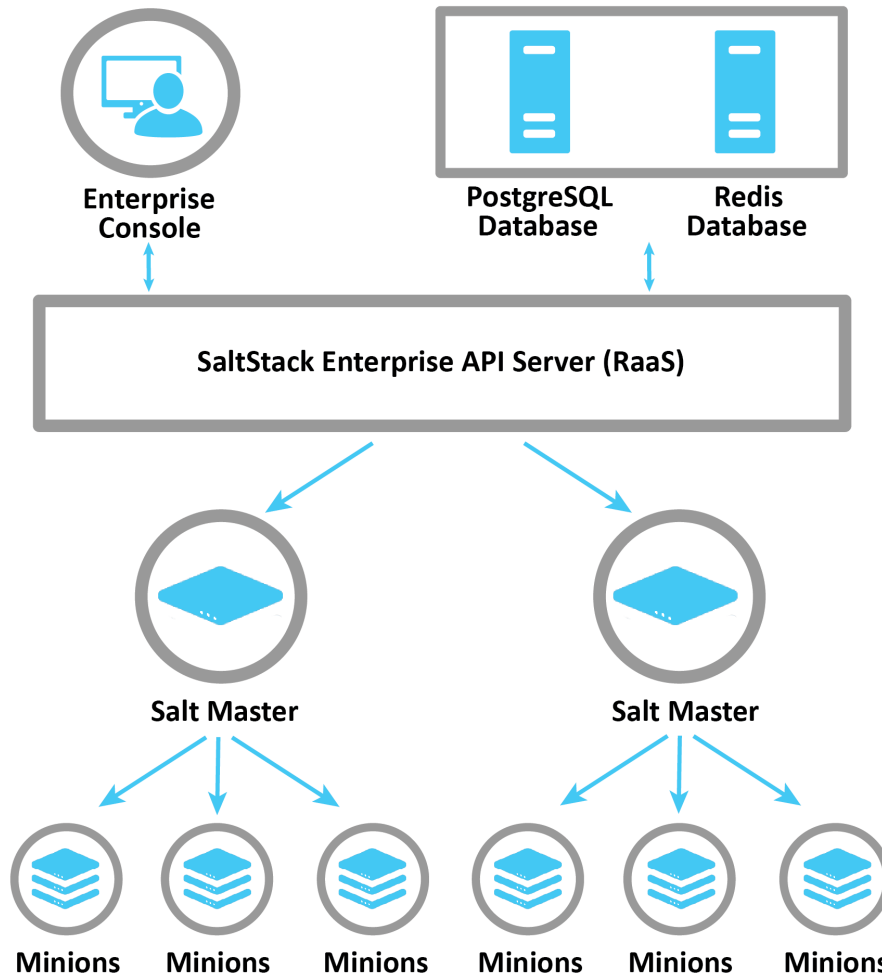 Enterprise
Console
PostgreSQL
Database
Redis
Database
SaltStack Enterprise API Server (RaaS)
Salt Master
Salt Master
Minions
Minions
Minions
Minions
Minions
Minions